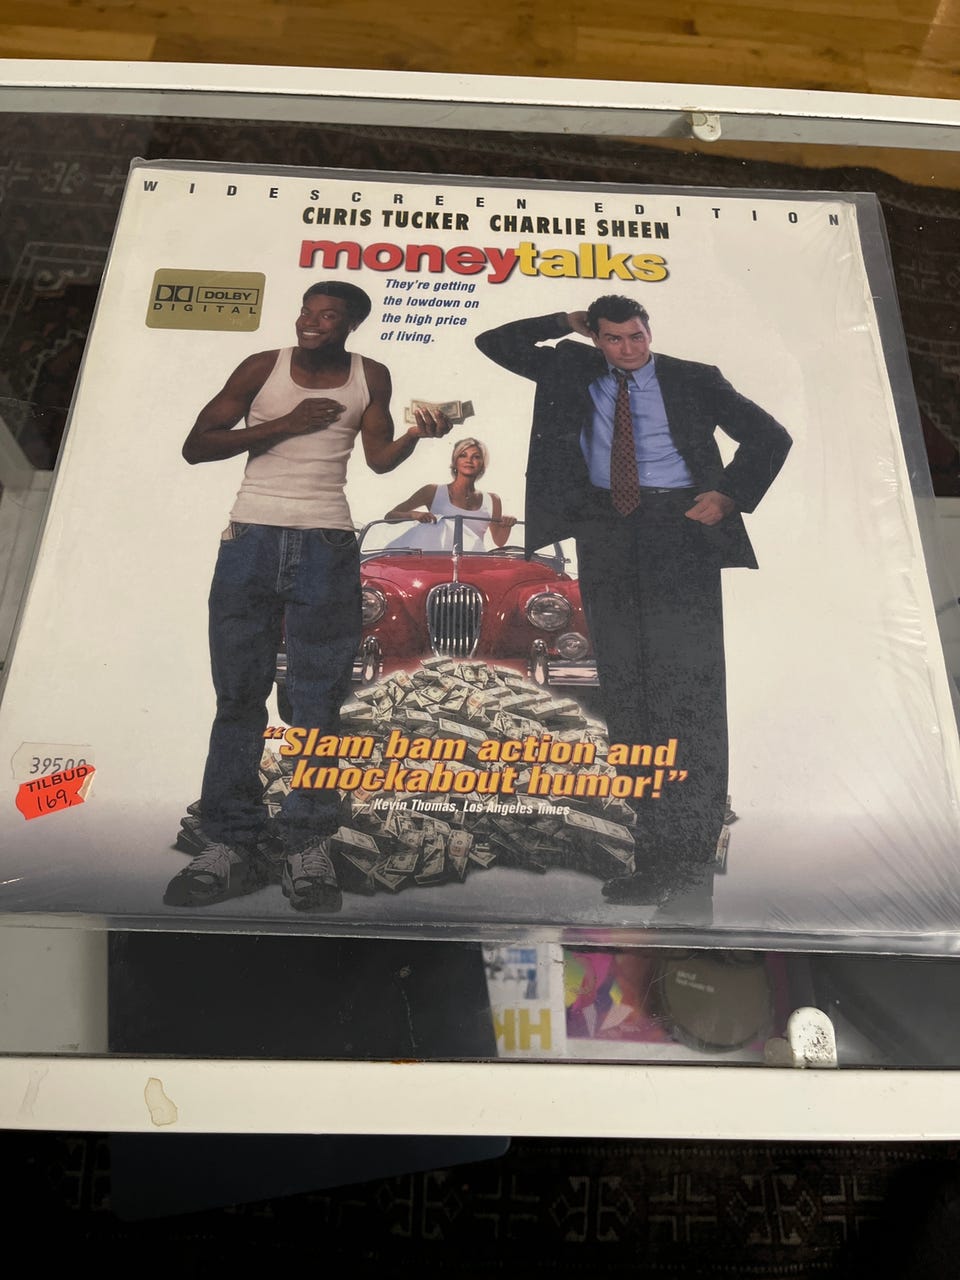 WIDESCREEN EDITION
CHRIS TUCKER CHARLIE SHEEN
moneytalks
They're getting
the lowdown on
the high price
of living.
DOLBY
DIGITAL
"Slam bam action and
knockabout humor!"
— Kevin Thomas, Los Angeles Times
39500
TILBUD
169,